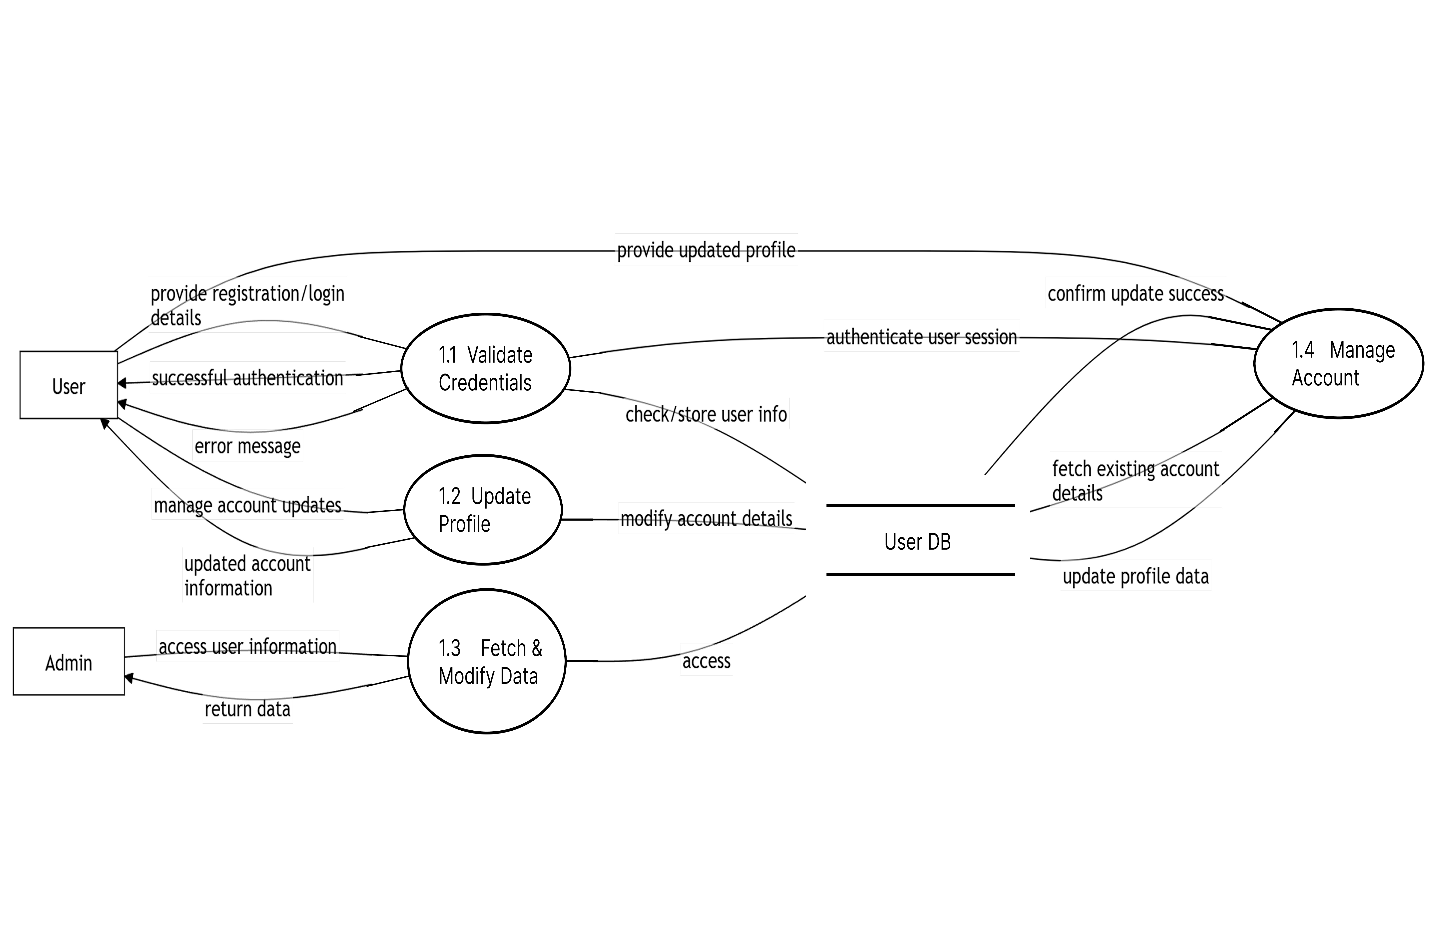 provide updated profile
provide registration/login
details
confirm update success
authenticate user session
1.1 Validate
Credentials
1.4 Manage
Account
User
successful authentication
check/store user info
error message
fetch existing account
details
1.2 Update
Profile
manage account updates
modify account details
User DB
updated account
information
update profile data
access user information
1.3 Fetch &
Modify Data
Admin
access
return data